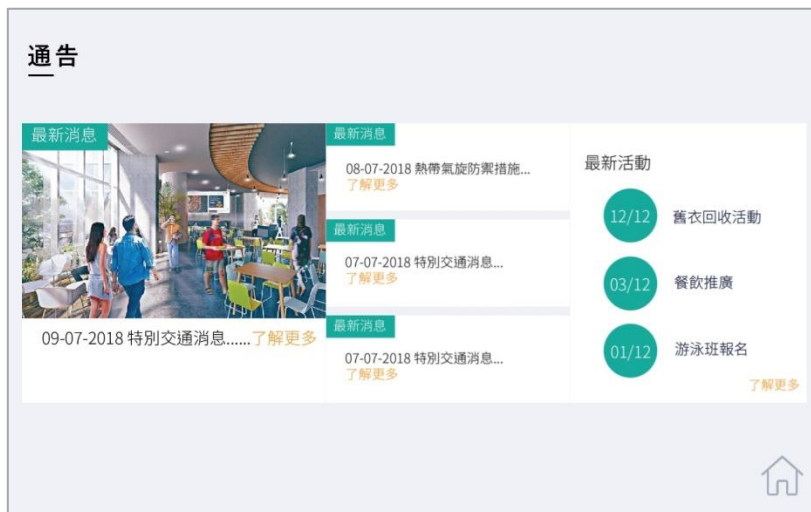 通告
最新消息
09-07-2018 特別交通消息......了解更多
最新消息
08-07-2018 熱帶氣旋防禦措施...
了解更多
最新消息
07-07-2018 特別交通消息...
了解更多
最新消息
07-07-2018 特別交通消息...
了解更多
最新活動
12/12 舊衣回收活動
03/12 餐飲推廣
01/12 游泳班報名
了解更多